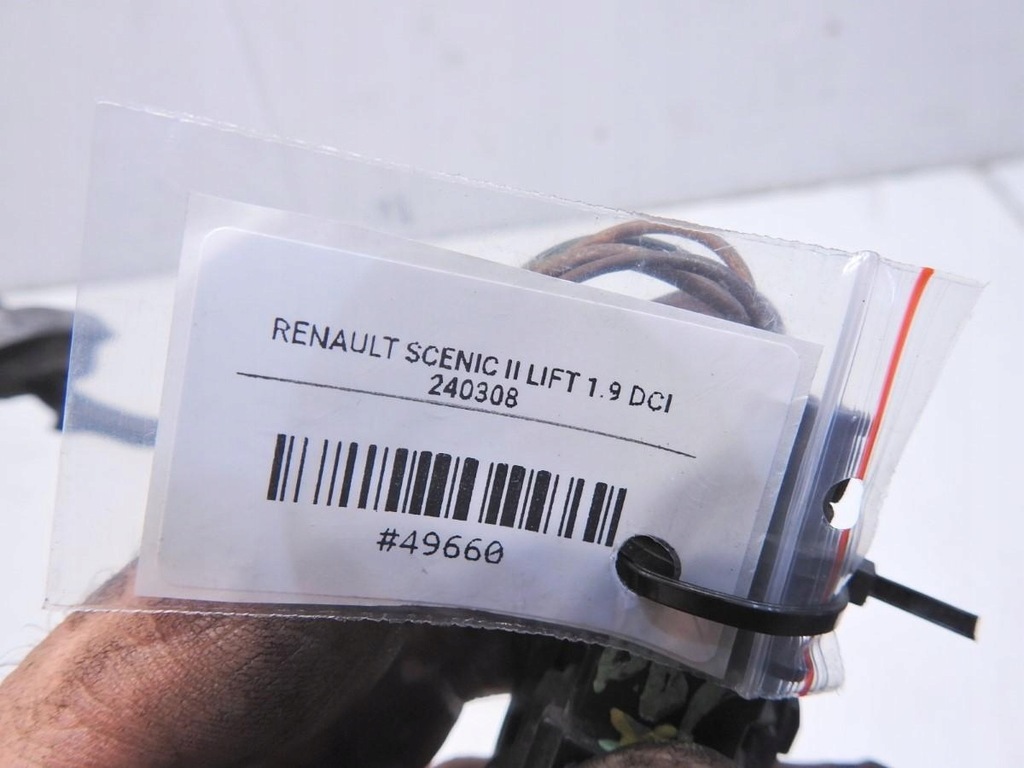 RENAULT SCENIC II LIFT 1.9 DCI
240308
#49660